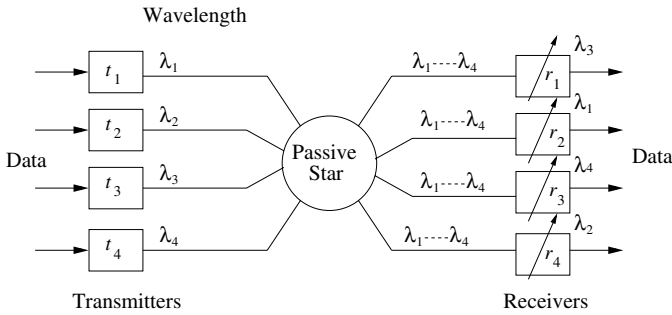 Wavelength
t1 λ1 λ1----λ4 r1 λ3
t2 λ2 λ1----λ4 r2 λ1
Data Passive Star Data
t3 λ3 λ1----λ4 r3 λ4
t4 λ4 λ1----λ4 r4 λ2
Transmitters Receivers